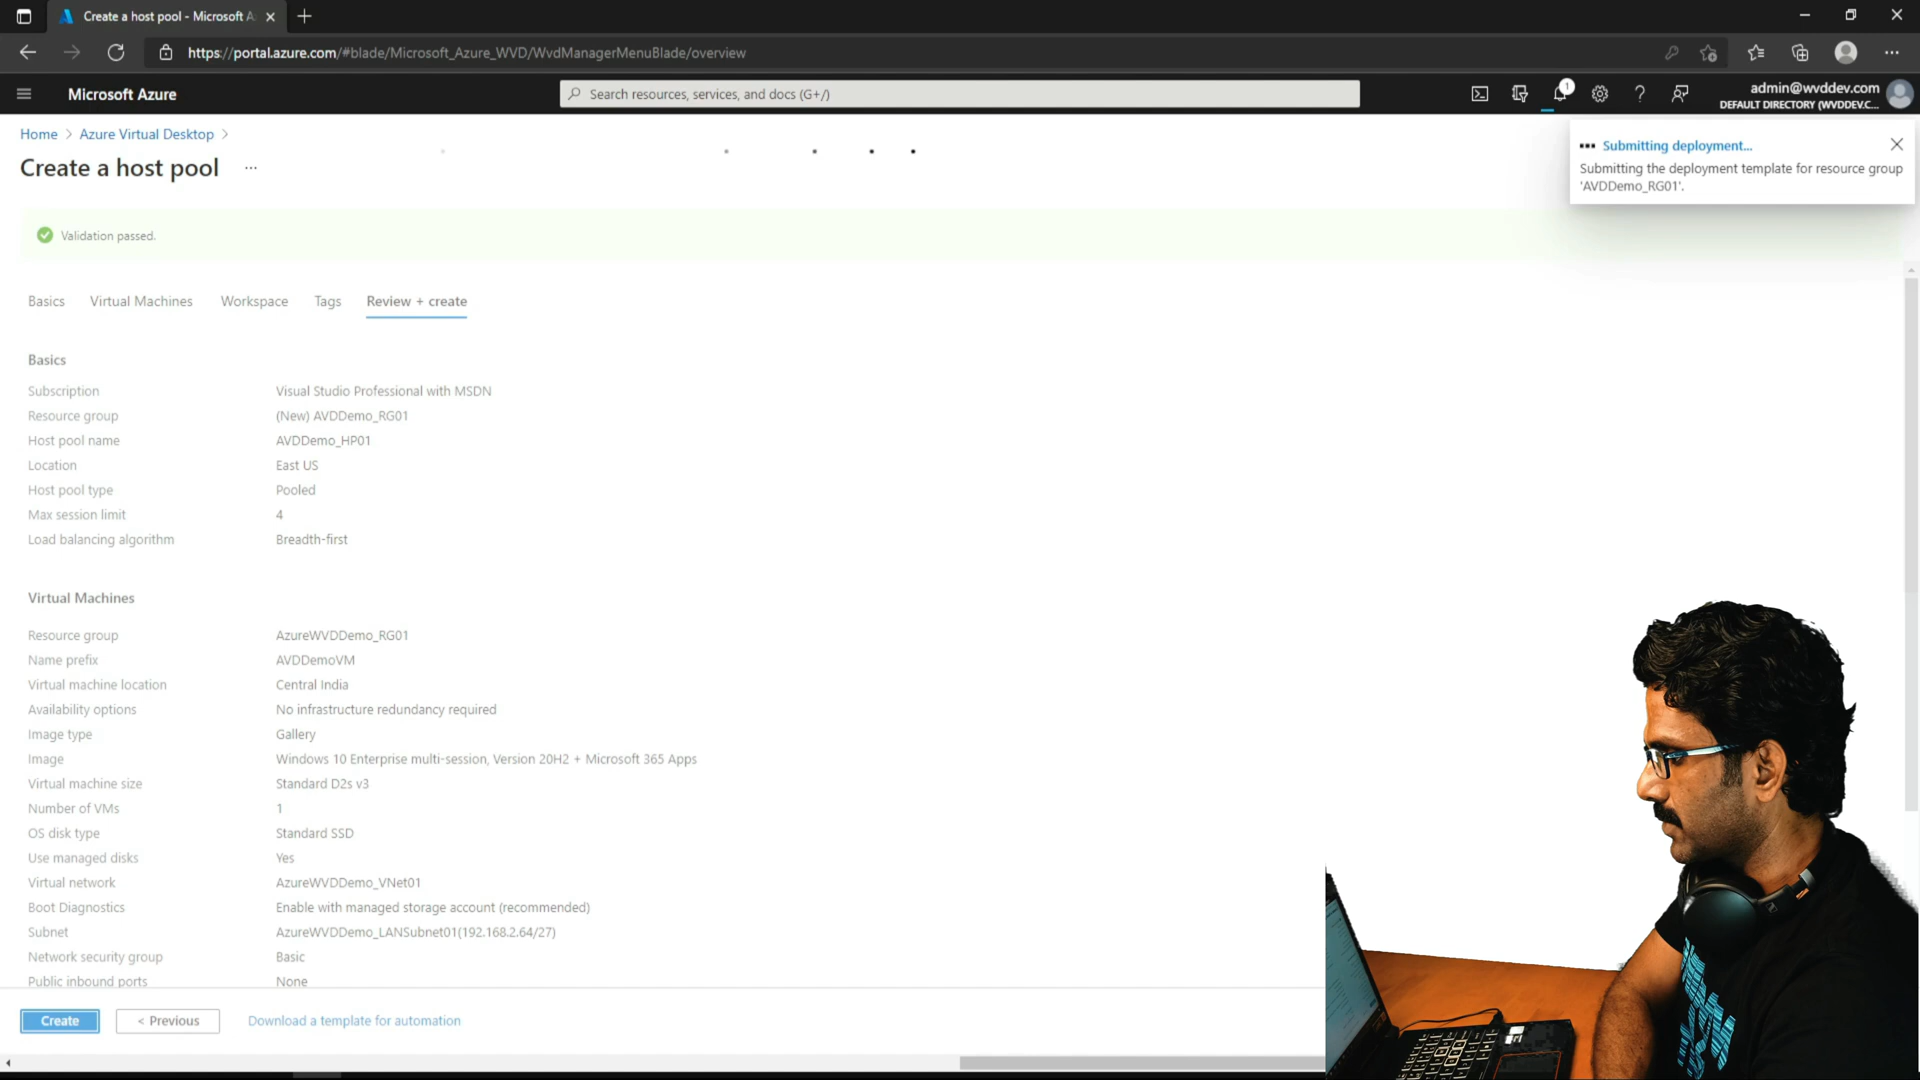 Create a host pool - Microsoft A
https://portal.azure.com/#blade/Microsoft_Azure_WVD/WvdManagerMenuBlade/overview
Microsoft Azure
Search resources, services, and docs (G+/)
1
admin@wvddev.com
DEFAULT DIRECTORY (WVDDEV.C...
Home > Azure Virtual Desktop >
Create a host pool ...
Submitting deployment...
Submitting the deployment template for resource group
'AVDDemo_RG01'.
Validation passed.
Basics Virtual Machines Workspace Tags Review + create
Basics
Subscription Visual Studio Professional with MSDN
Resource group (New) AVDDemo_RG01
Host pool name AVDDemo_HP01
Location East US
Host pool type Pooled
Max session limit 4
Load balancing algorithm Breadth-first
Virtual Machines
Resource group AzureWVDDemo_RG01
Name prefix AVDDemoVM
Virtual machine location Central India
Availability options No infrastructure redundancy required
Image type Gallery
Image Windows 10 Enterprise multi-session, Version 20H2 + Microsoft 365 Apps
Virtual machine size Standard D2s v3
Number of VMs 1
OS disk type Standard SSD
Use managed disks Yes
Virtual network AzureWVDDemo_VNet01
Boot Diagnostics Enable with managed storage account (recommended)
Subnet AzureWVDDemo_LANSubnet01(192.168.2.64/27)
Network security group Basic
Public inbound ports None
Create < Previous Download a template for automation